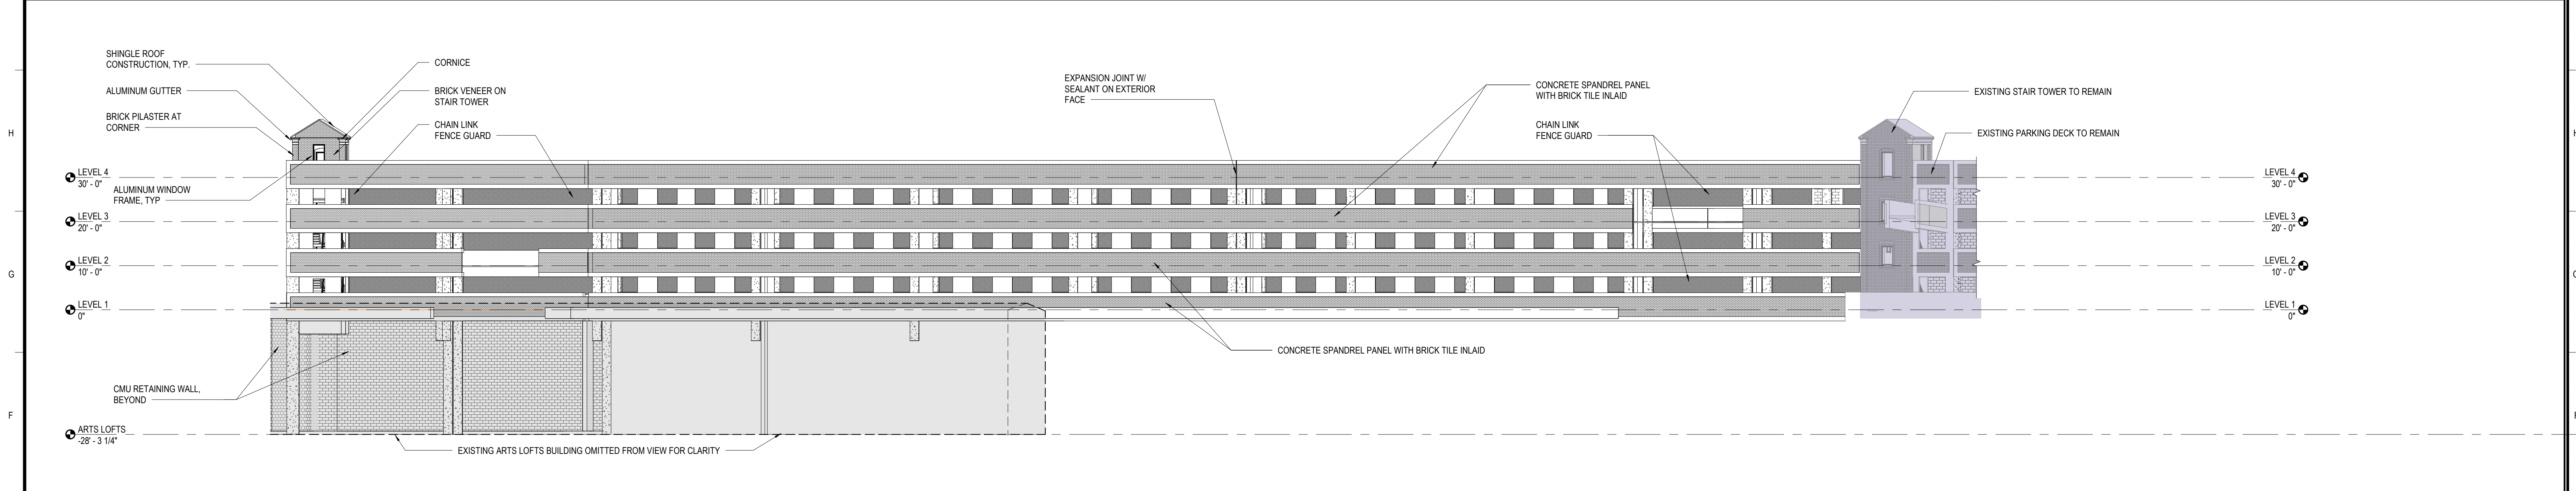 SHINGLE ROOF
CONSTRUCTION, TYP.
ALUMINUM GUTTER
BRICK PILASTER AT
CORNER
ALUMINUM WINDOW
FRAME, TYP
CORNICE
BRICK VENEER ON
STAIR TOWER
CHAIN LINK
FENCE GUARD
EXPANSION JOINT W/
SEALANT ON EXTERIOR
FACE
CONCRETE SPANDREL PANEL
WITH BRICK TILE INLAID
CHAIN LINK
FENCE GUARD
EXISTING STAIR TOWER TO REMAIN
EXISTING PARKING DECK TO REMAIN
H
G
F
LEVEL 4
30' - 0"
LEVEL 3
20' - 0"
LEVEL 2
10' - 0"
LEVEL 1
0"
ARTS LOFTS
-28' - 3 1/4"
LEVEL 4
30' - 0"
LEVEL 3
20' - 0"
LEVEL 2
10' - 0"
LEVEL 1
0"
CMU RETAINING WALL,
BEYOND
CONCRETE SPANDREL PANEL WITH BRICK TILE INLAID
EXISTING ARTS LOFTS BUILDING OMITTED FROM VIEW FOR CLARITY